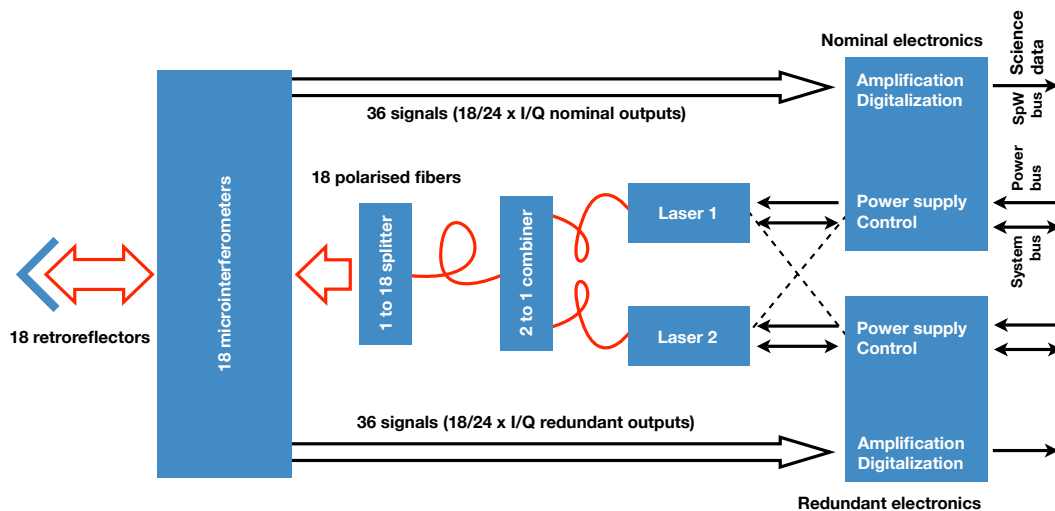 Nominal electronics
Science
data
SpW
bus
Amplification
Digitalization
36 signals (18/24 x I/Q nominal outputs)
18 polarised fibers
Power
bus
Laser 1
Power supply
Control
System
bus
18 microinterferometers
1 to 18 splitter
2 to 1 combiner
18 retroreflectors
Laser 2
Power supply
Control
36 signals (18/24 x I/Q redundant outputs)
Amplification
Digitalization
Redundant electronics